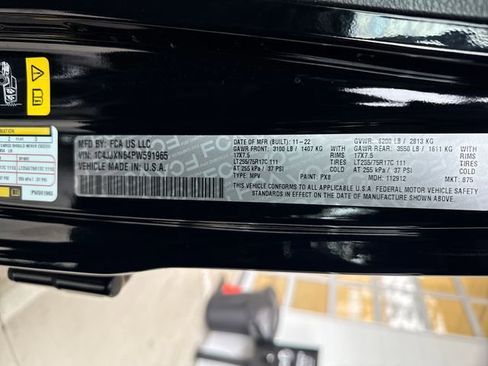 MFD BY: FCA US LLC
VIN: 1C4JJXN64PW591965
VEHICLE MADE IN U.S.A.
DATE OF MFR (BUILT): 11-22 GVWR: 6200 LB / 2813 KG
GAWR FRONT: 3100 LB / 1407 KG GAWR REAR: 3550 LB / 1611 KG
17X7.5 RIMS 17X7.5 RIMS
LT255/75R17C 111 TIRES LT255/75R17C 111 TIRES
AT 255 kPa / 37 PSI COLD AT 255 kPa / 37 PSI COLD
TYPE: MPV PAINT: PX8 MDH: 112912 MKT: 875
THIS VEHICLE CONFORMS TO ALL APPLICABLE U.S.A. FEDERAL MOTOR VEHICLE SAFETY
STANDARDS IN EFFECT ON THE DATE OF MANUFACTURE SHOWN ABOVE.